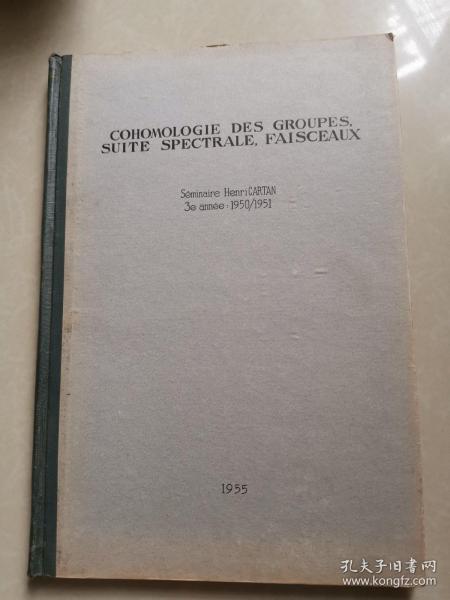 COHOMOLOGIE DES GROUPES,
SUITE SPECTRALE, FAISCEAUX
Séminaire Henri CARTAN
3e année : 1950/1951
1955
孔夫子旧书网
www.kongfz.com